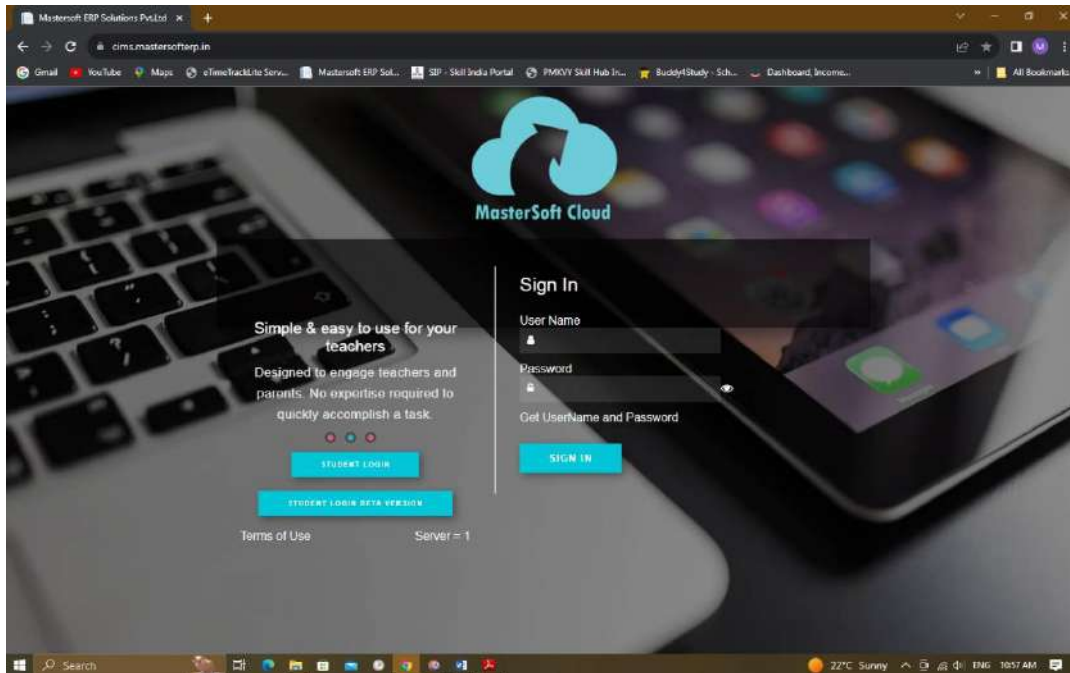 Mastersoft ERP Solutions Pvt.Ltd
cims.mastersofterp.in
M
Gmail
YouTube
Maps
eTimeTrackLite Serv...
Mastersoft ERP Sol...
SIP - Skill India Portal
PMKVY Skill Hub In...
Buddy4Study - Sch...
Dashboard, Income...
All Bookmarks
MasterSoft Cloud
Simple & easy to use for your
teachers
Designed to engage teachers and
parents. No expertise required to
quickly accomplish a task.
STUDENT LOGIN
STUDENT LOGIN BETA VERSION
Terms of Use
Server = 1
Sign In
User Name
Password
Get UserName and Password
SIGN IN
Search
22°C Sunny
ENG
10:57 AM